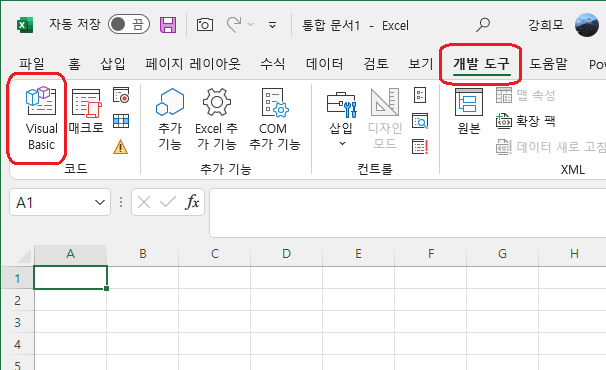 자동 저장 끔 통합 문서1 - Excel 강희모
파일 홈 삽입 페이지 레이아웃 수식 데이터 검토 보기 개발 도구 도움말 Pow
Visual Basic
매크로
코드
추가 기능
Excel 추가 기능
COM 추가 기능
추가 기능
삽입
디자인 모드
컨트롤
원본
맵 속성
확장 팩
데이터 새로 고침
XML
A1 fx
A B C D E F G H
1
2
3
4
5